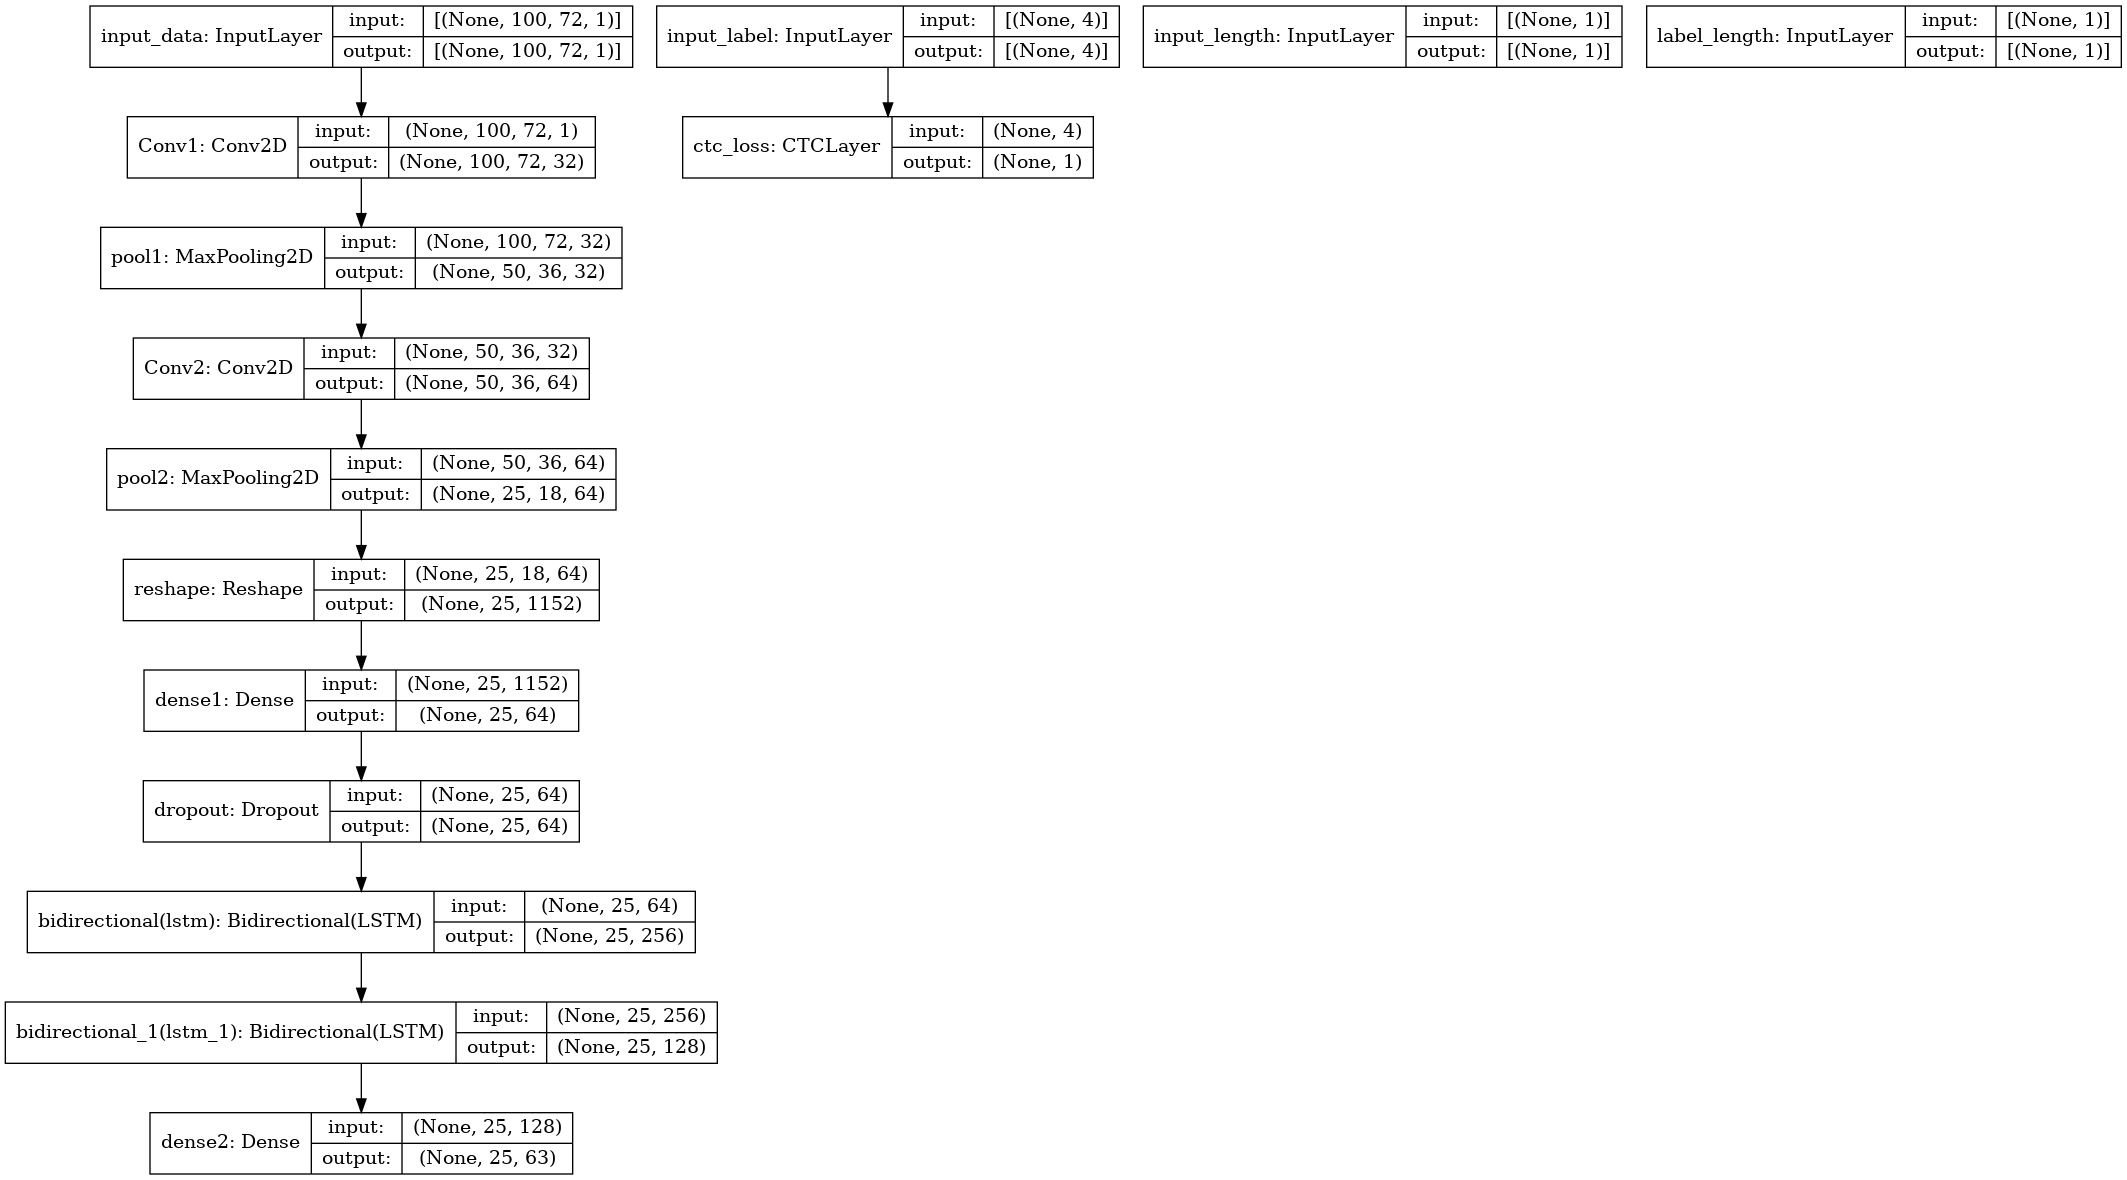 input_data: InputLayer input: [(None, 100, 72, 1)]
output: [(None, 100, 72, 1)]
input_label: InputLayer input: [(None, 4)]
output: [(None, 4)]
input_length: InputLayer input: [(None, 1)]
output: [(None, 1)]
label_length: InputLayer input: [(None, 1)]
output: [(None, 1)]
Conv1: Conv2D input: (None, 100, 72, 1)
output: (None, 100, 72, 32)
ctc_loss: CTCLayer input: (None, 4)
output: (None, 1)
pool1: MaxPooling2D input: (None, 100, 72, 32)
output: (None, 50, 36, 32)
Conv2: Conv2D input: (None, 50, 36, 32)
output: (None, 50, 36, 64)
pool2: MaxPooling2D input: (None, 50, 36, 64)
output: (None, 25, 18, 64)
reshape: Reshape input: (None, 25, 18, 64)
output: (None, 25, 1152)
dense1: Dense input: (None, 25, 1152)
output: (None, 25, 64)
dropout: Dropout input: (None, 25, 64)
output: (None, 25, 64)
bidirectional(lstm): Bidirectional(LSTM) input: (None, 25, 64)
output: (None, 25, 256)
bidirectional_1(lstm_1): Bidirectional(LSTM) input: (None, 25, 256)
output: (None, 25, 128)
dense2: Dense input: (None, 25, 128)
output: (None, 25, 63)